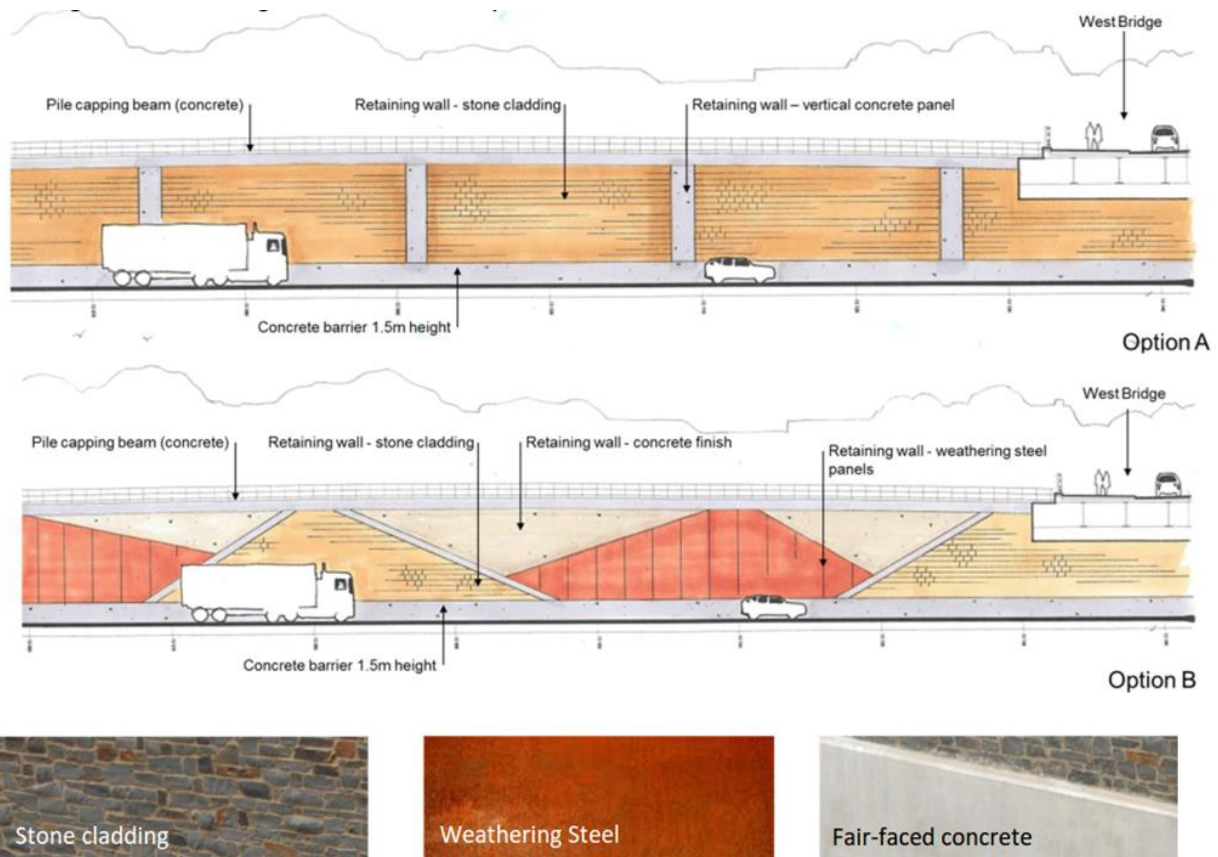 West Bridge
Pile capping beam (concrete)
Retaining wall - stone cladding
Retaining wall – vertical concrete panel
Concrete barrier 1.5m height
Option A
West Bridge
Pile capping beam (concrete)
Retaining wall - stone cladding
Retaining wall - concrete finish
Retaining wall - weathering steel
panels
Concrete barrier 1.5m height
Option B
Stone cladding
Weathering Steel
Fair-faced concrete